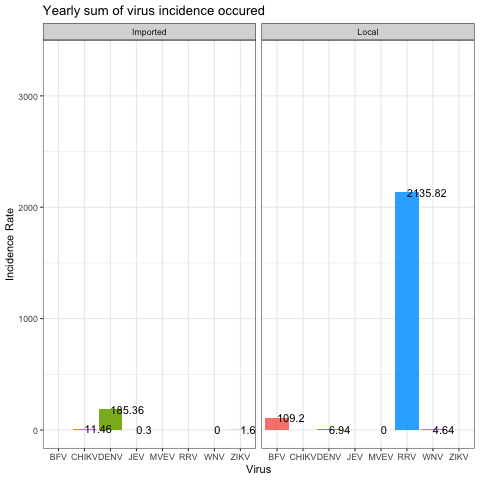 Yearly sum of virus incidence occured
Imported
Local
3000
2000
1000
0
Incidence Rate
2135.82
185.36
109.2
11.46
0.3
0
1.6
6.94
0
4.64
BFV CHIKV DENV JEV MVEV RRV WNV ZIKV
BFV CHIKV DENV JEV MVEV RRV WNV ZIKV
Virus